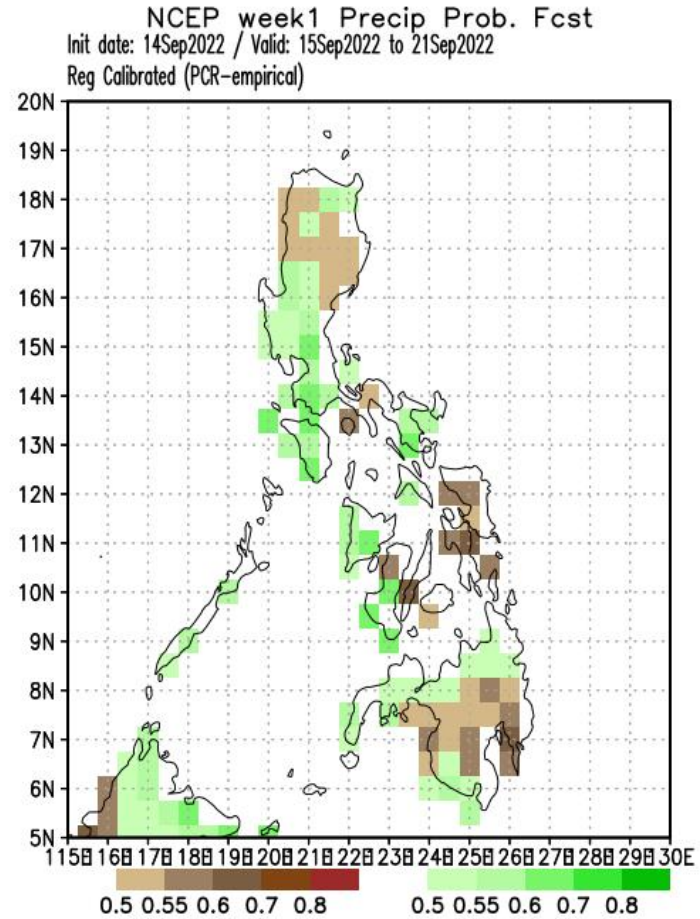 NCEP week1 Precip Prob. Fcst
Init date: 14Sep2022 / Valid: 15Sep2022 to 21Sep2022
Reg Calibrated (PCR-empirical)
20N
19N
18N
17N
16N
15N
14N
13N
12N
11N
10N
9N
8N
7N
6N
5N
115E 116E 117E 118E 119E 120E 121E 122E 123E 124E 125E 126E 127E 128E 129E 130E
0.5 0.55 0.6 0.7 0.8 0.5 0.55 0.6 0.7 0.8